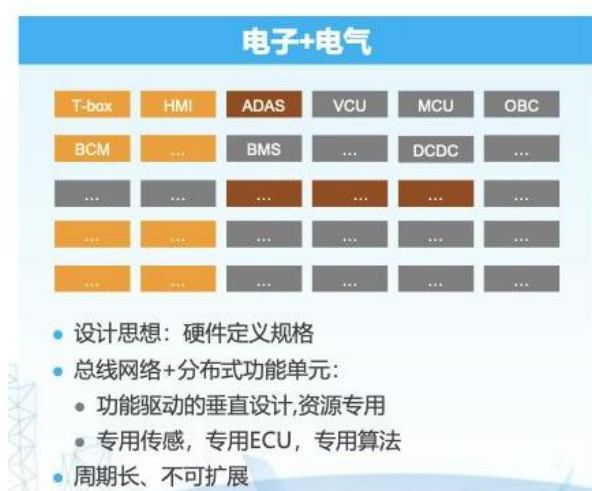 电子+电气
T-box HMI ADAS VCU MCU OBC
BCM ... BMS ... DCDC ...
... ... ... ... ... ...
... ... ... ... ... ...
... ... ... ... ... ...
• 设计思想：硬件定义规格
• 总线网络+分布式功能单元：
• 功能驱动的垂直设计,资源专用
• 专用传感，专用ECU，专用算法
• 周期长、不可扩展